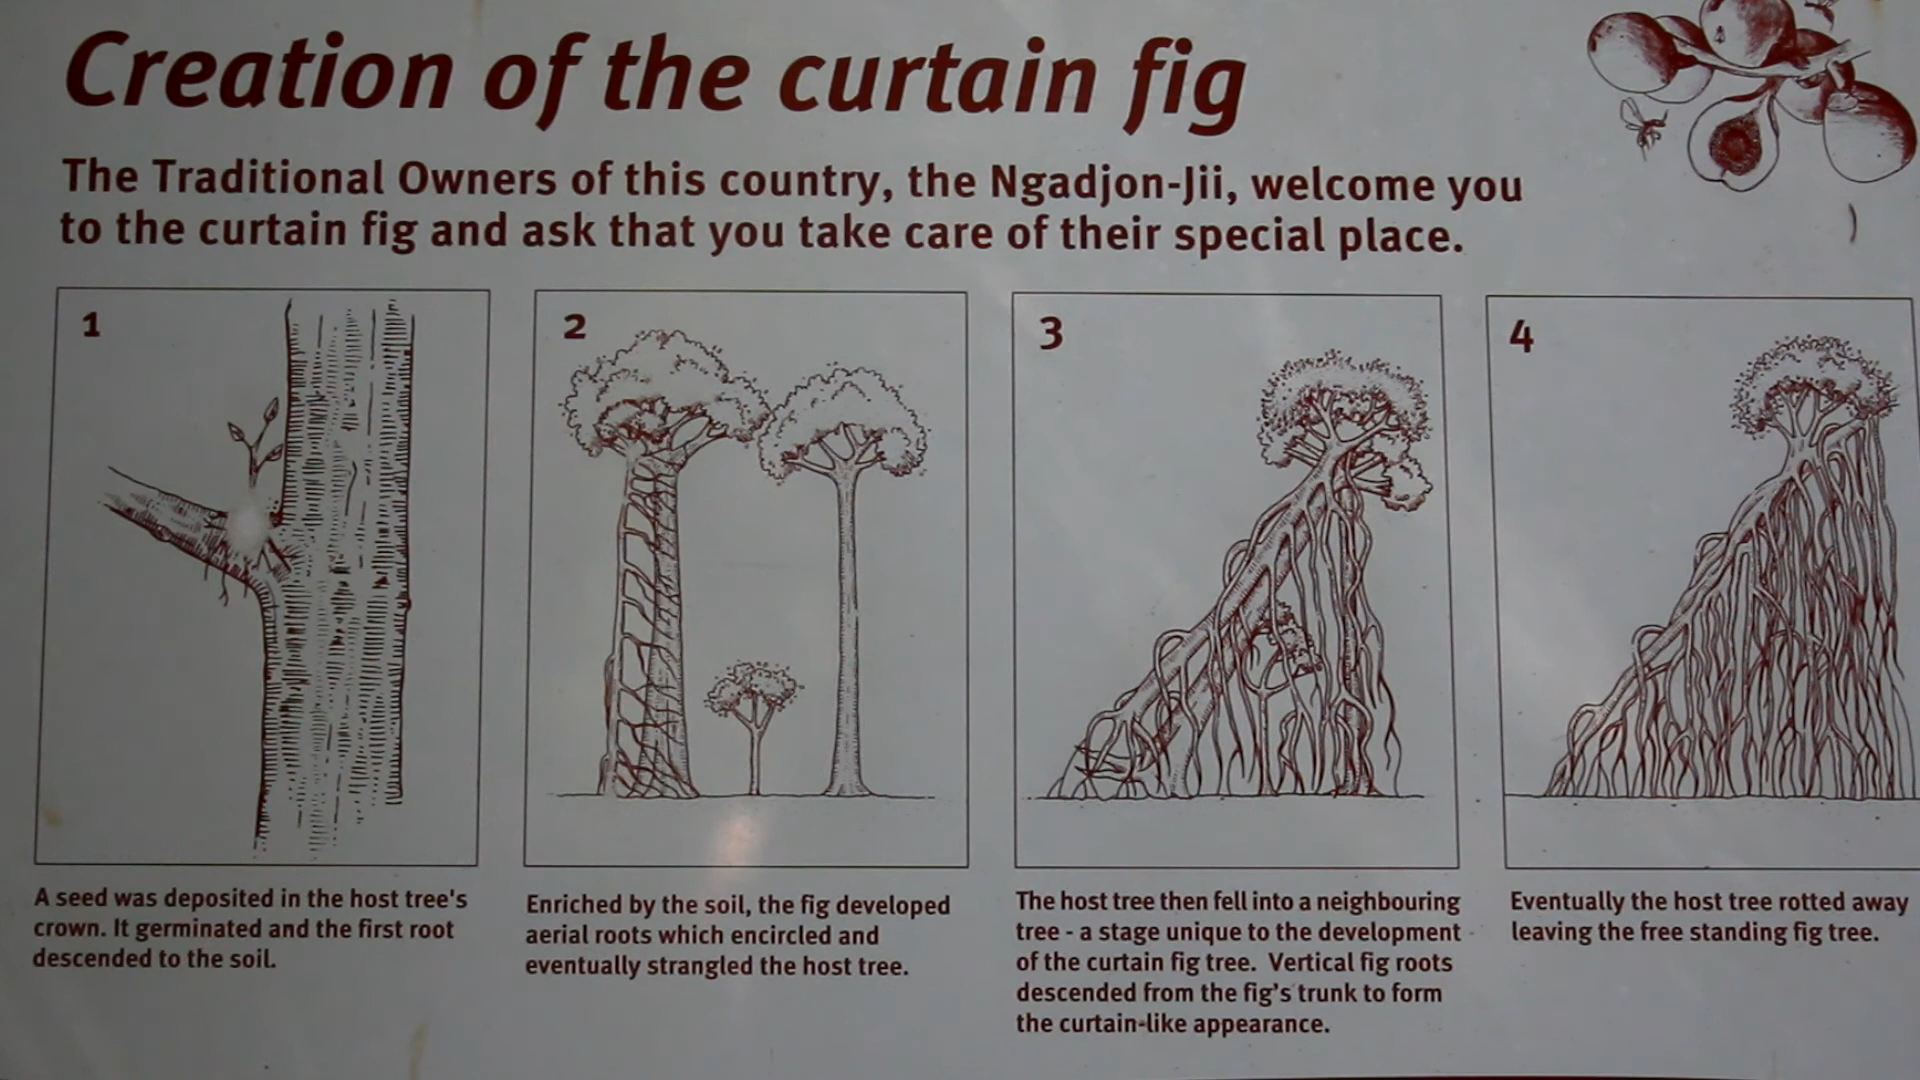 Creation of the curtain fig
The Traditional Owners of this country, the Ngadjon-Jii, welcome you
to the curtain fig and ask that you take care of their special place.
1
2
3
4
A seed was deposited in the host tree's
crown. It germinated and the first root
descended to the soil.
Enriched by the soil, the fig developed
aerial roots which encircled and
eventually strangled the host tree.
The host tree then fell into a neighbouring
tree - a stage unique to the development
of the curtain fig tree. Vertical fig roots
descended from the fig's trunk to form
the curtain-like appearance.
Eventually the host tree rotted away
leaving the free standing fig tree.